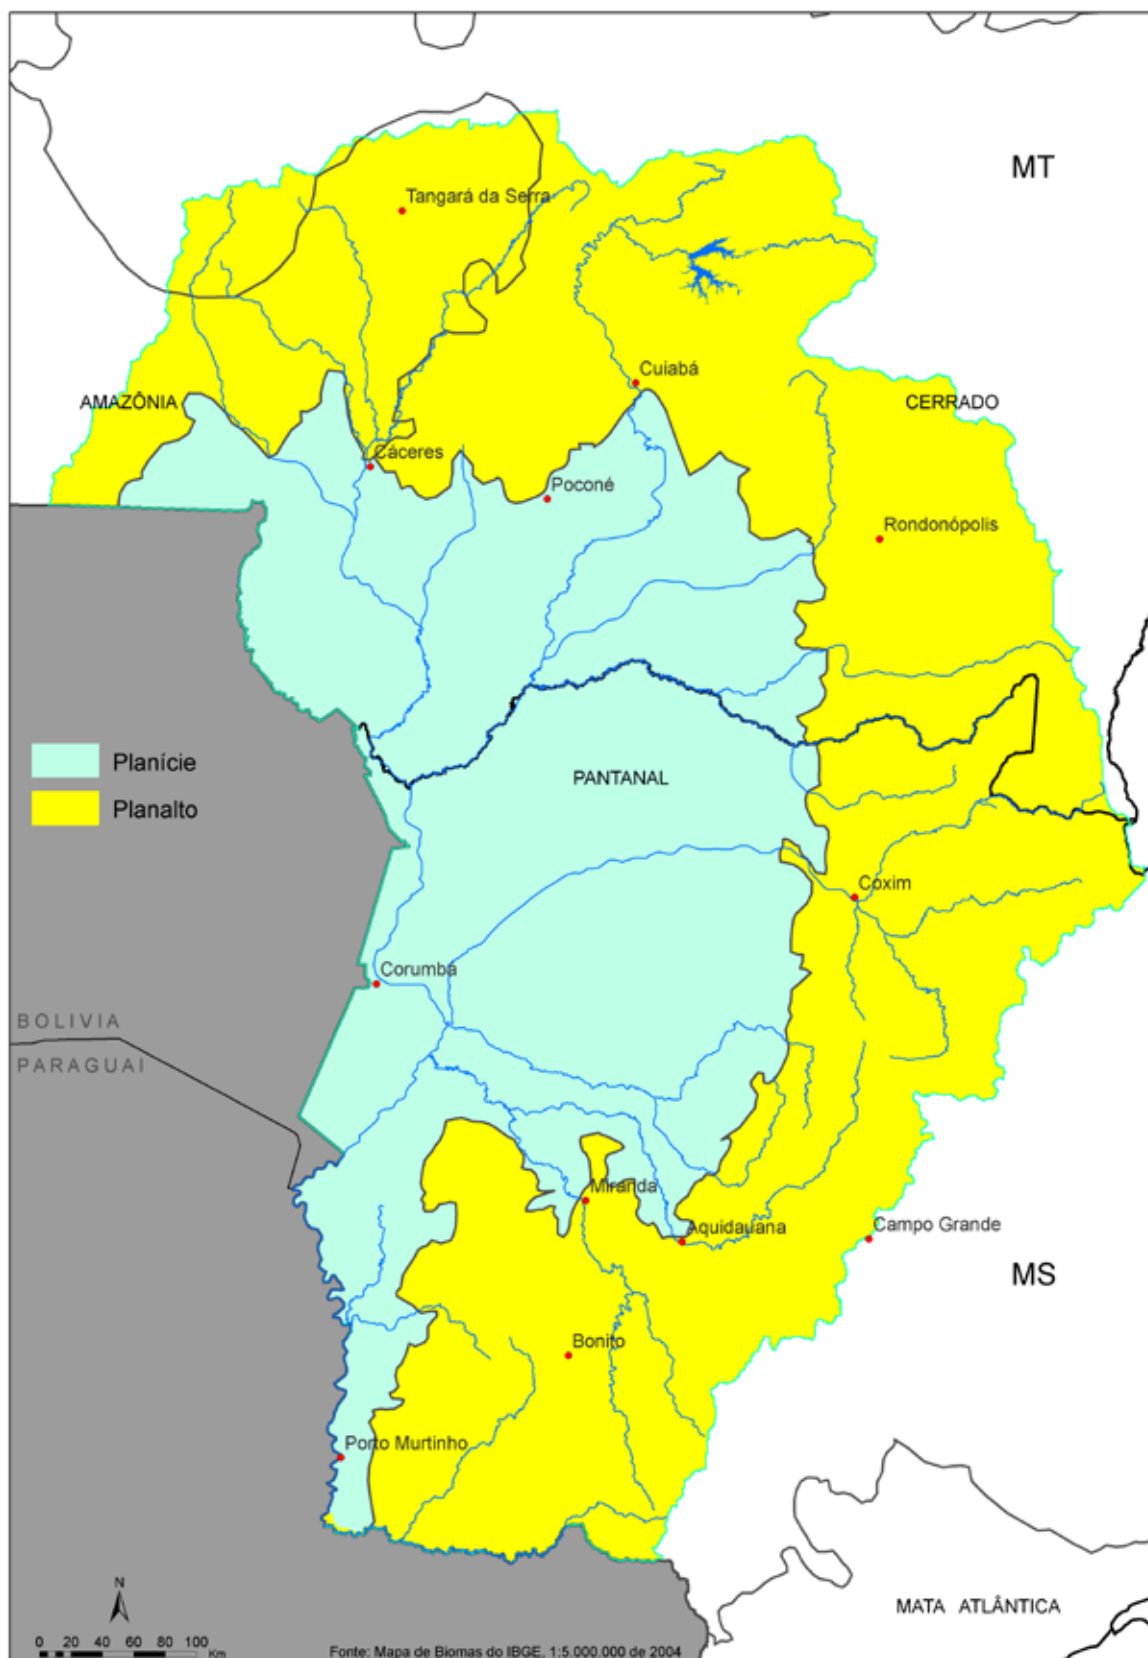 MT
Tangará da Serra
Cuiabá
AMAZÔNIA
CERRADO
Cáceres
Poconé
Rondonópolis
Planície
PANTANAL
Planalto
Coxim
Corumbá
BOLIVIA
PARAGUAI
Miranda
Aquidauana
Campo Grande
MS
Bonito
Porto Murtinho
N
MATA ATLÂNTICA
0 20 40 60 80 100
Km
Fonte: Mapa de Biomas do IBGE, 1:5.000.000 de 2004